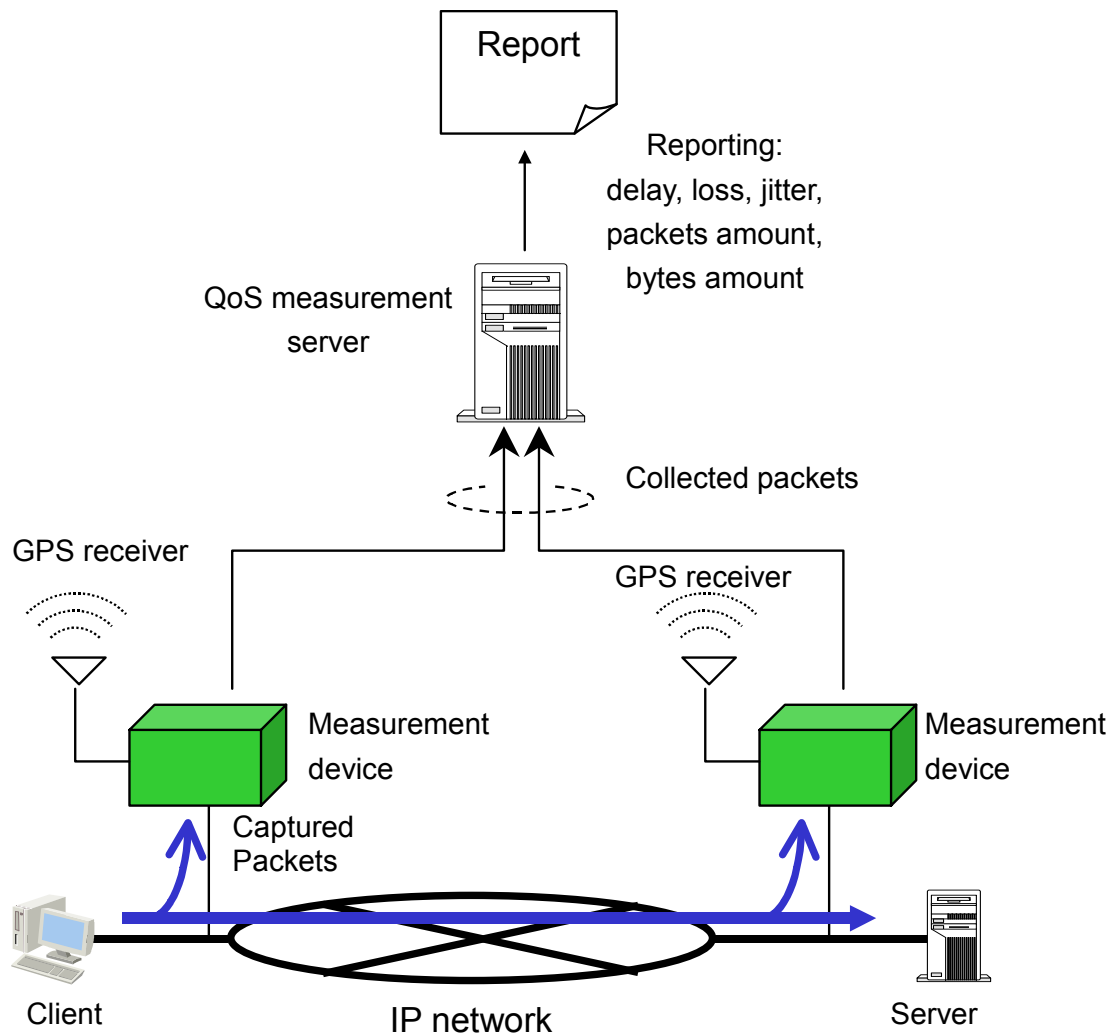 Report
Reporting:
delay, loss, jitter,
packets amount,
bytes amount
QoS measurement
server
Collected packets
GPS receiver
GPS receiver
Measurement
device
Measurement
device
Captured
Packets
Client
IP network
Server